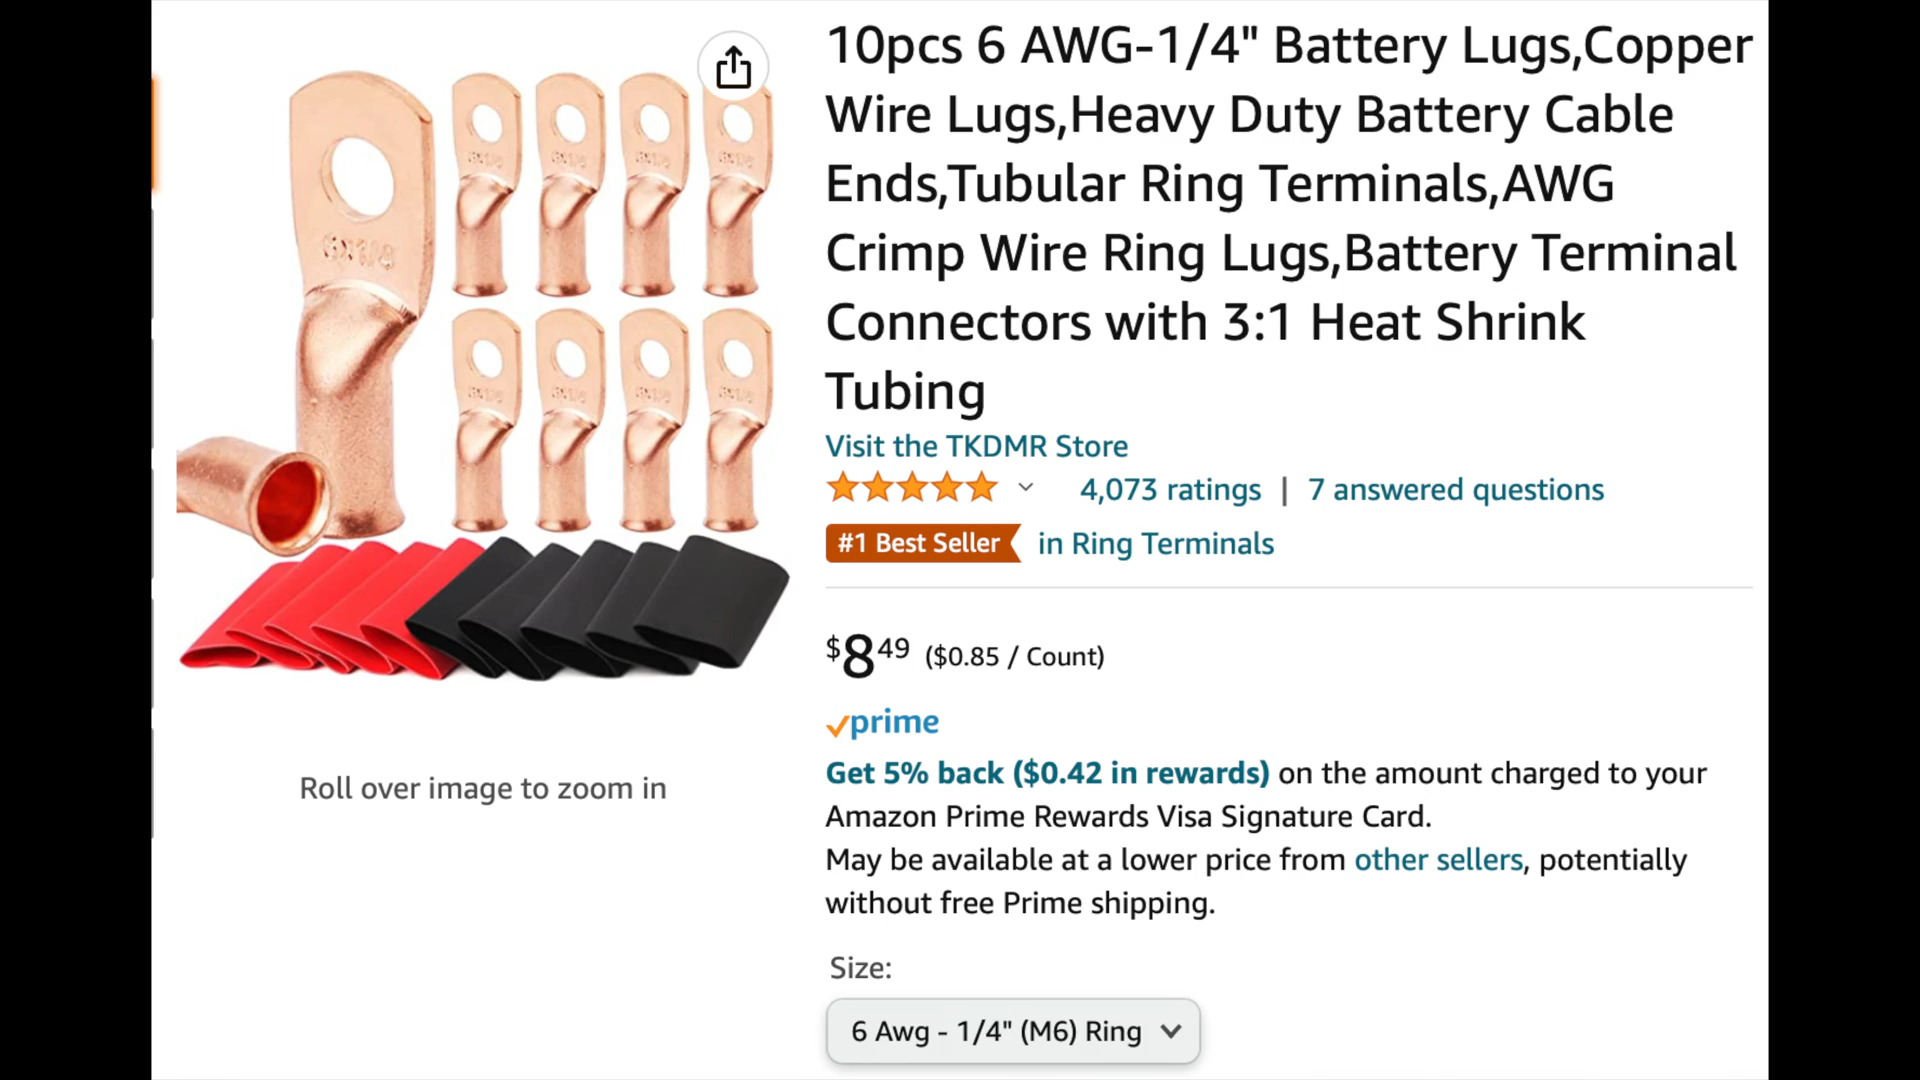 10pcs 6 AWG-1/4" Battery Lugs,Copper
Wire Lugs,Heavy Duty Battery Cable
Ends,Tubular Ring Terminals,AWG
Crimp Wire Ring Lugs,Battery Terminal
Connectors with 3:1 Heat Shrink
Tubing
Visit the TKDMR Store
4,073 ratings | 7 answered questions
#1 Best Seller in Ring Terminals
$8 49 ($0.85 / Count)
prime
Get 5% back ($0.42 in rewards) on the amount charged to your
Amazon Prime Rewards Visa Signature Card.
May be available at a lower price from other sellers, potentially
without free Prime shipping.
Roll over image to zoom in
Size:
6 Awg - 1/4" (M6) Ring